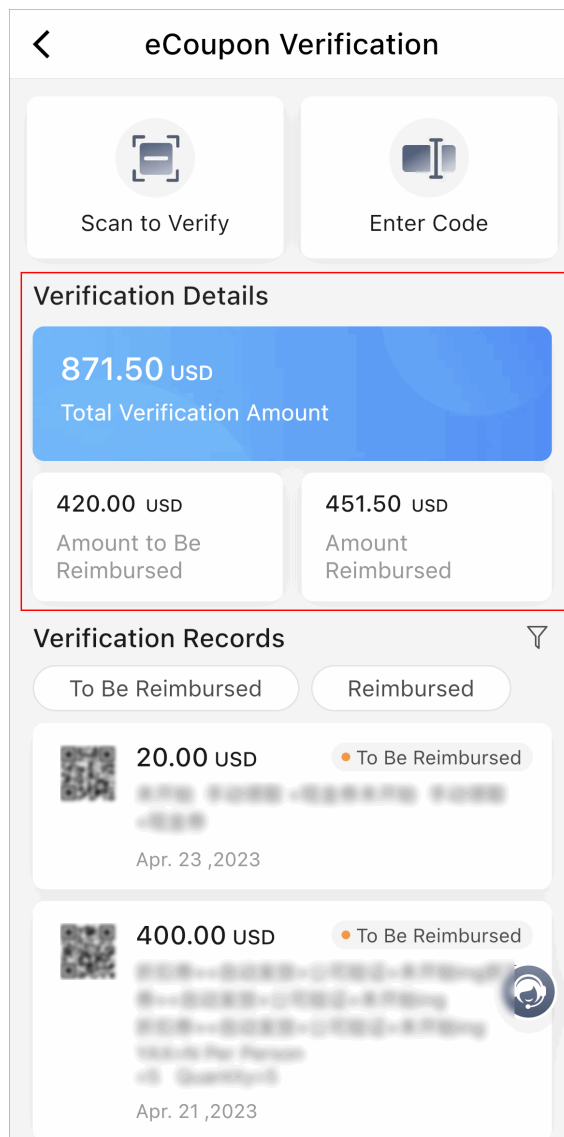 eCoupon Verification
Scan to Verify
Enter Code
Verification Details
871.50 USD
Total Verification Amount
420.00 USD
Amount to Be
Reimbursed
451.50 USD
Amount
Reimbursed
Verification Records
To Be Reimbursed
Reimbursed
20.00 USD
To Be Reimbursed
Apr. 23 ,2023
400.00 USD
To Be Reimbursed
Apr. 21 ,2023